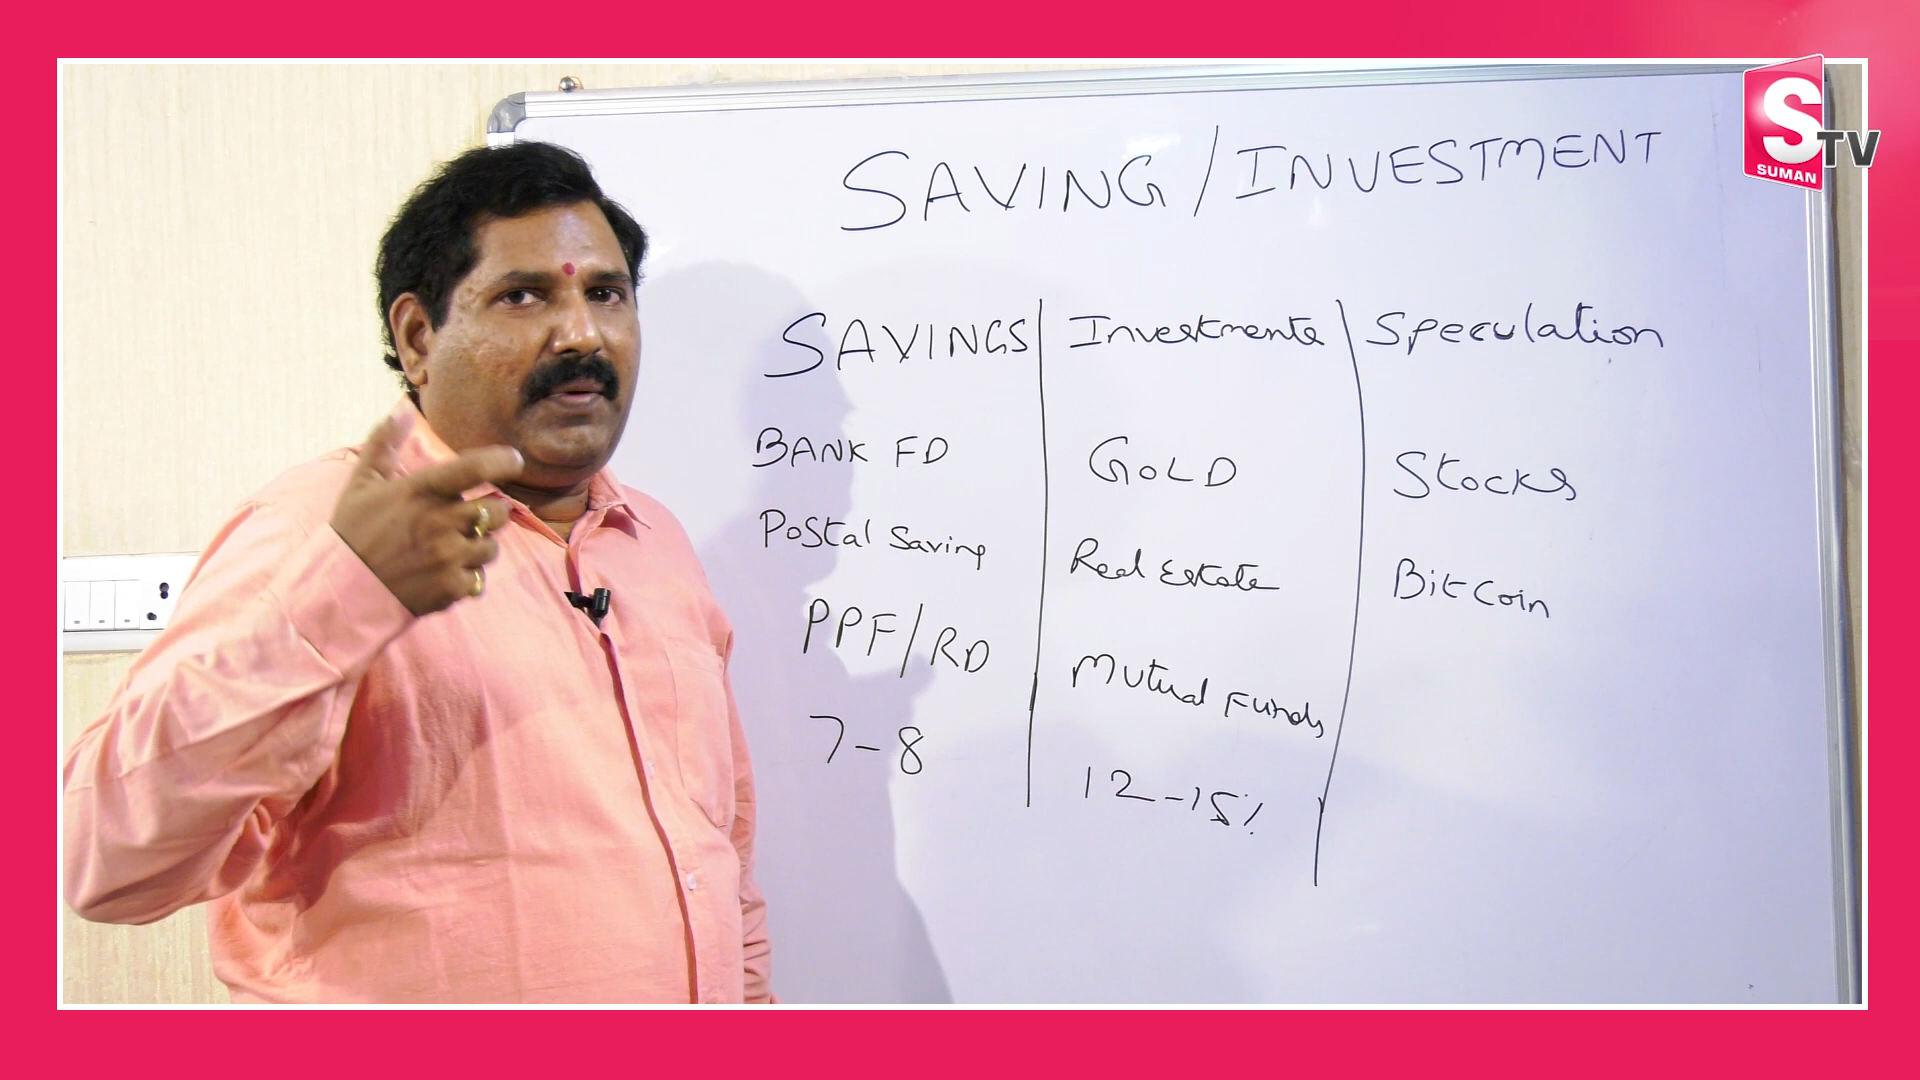 SAVING / INVESTMENT
SAVINGS
BANK FD
Postal Saving
PPF/RD
7-8
Investments
GOLD
Real Estate
Mutual Funds
12-15%
Speculation
Stocks
BitCoin
S TV
SUMAN